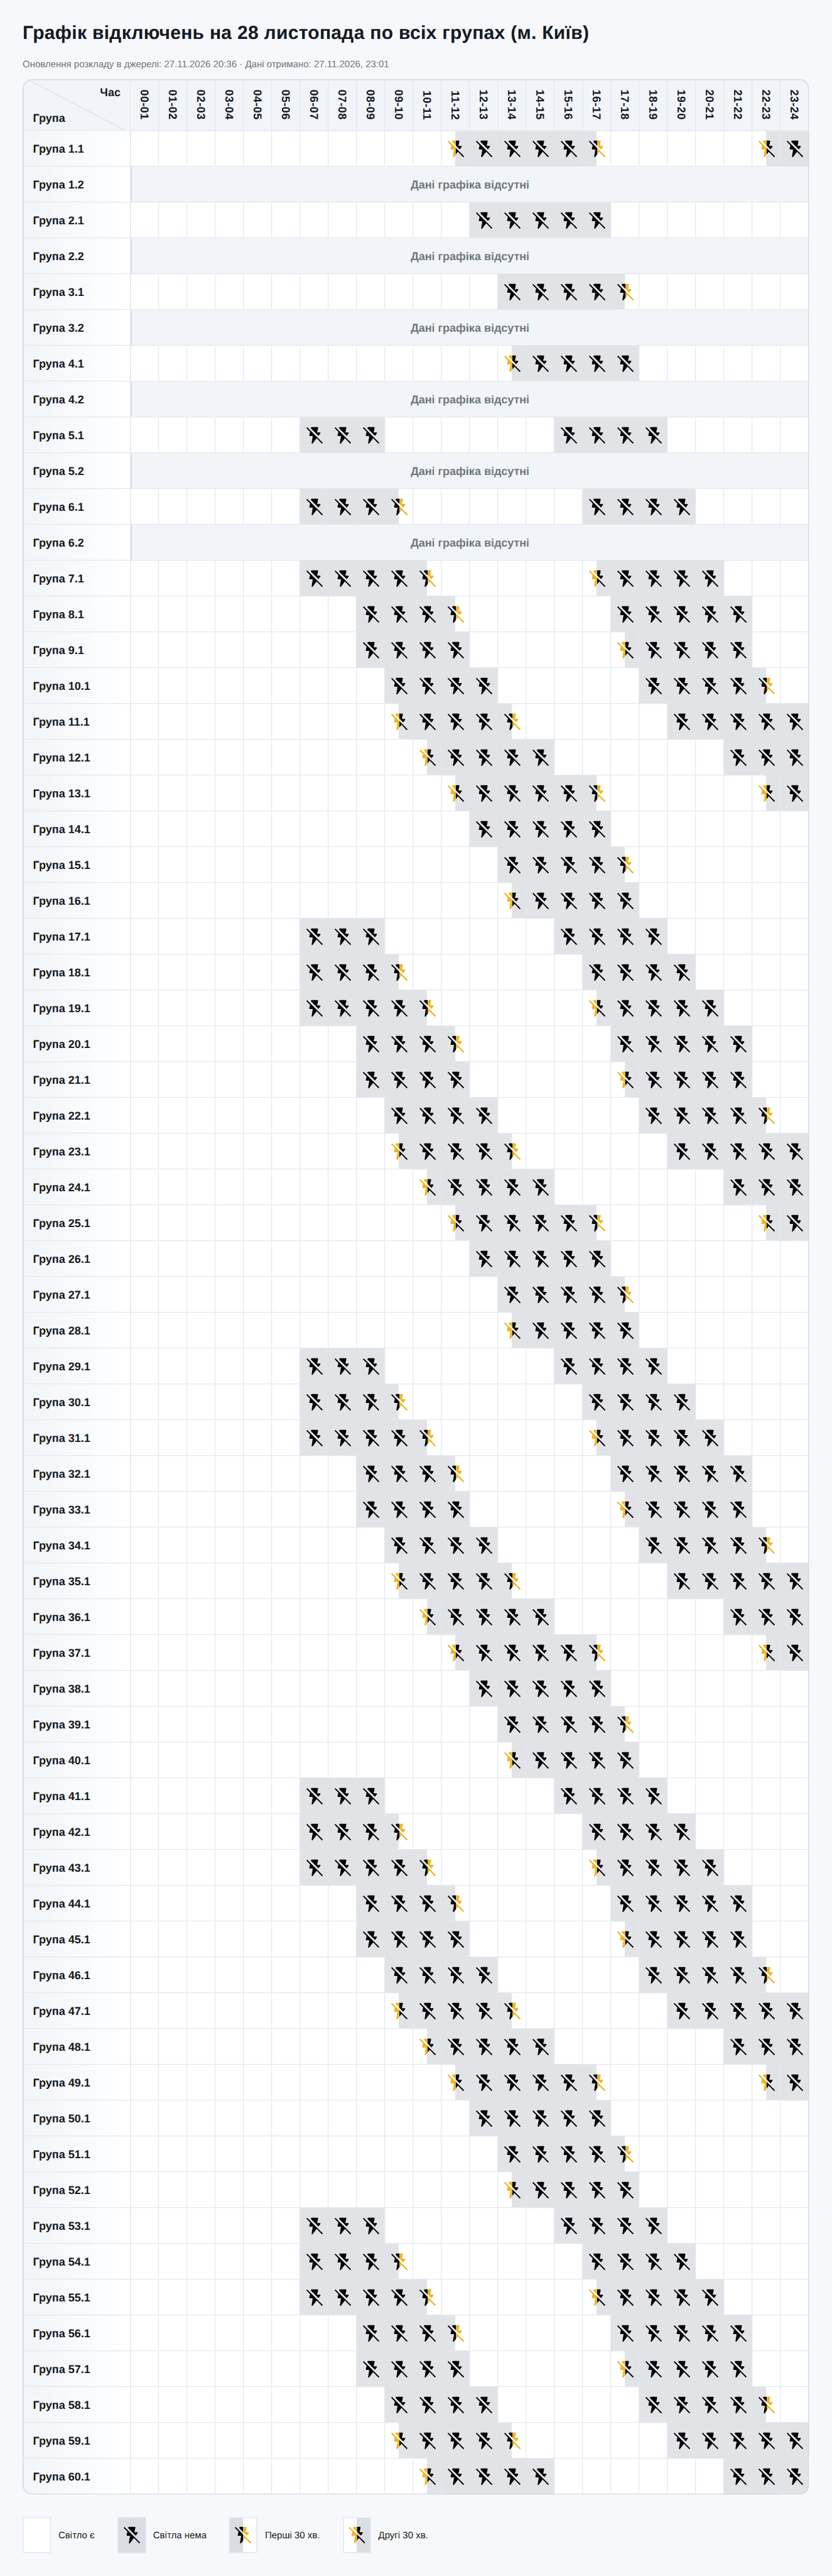 Графік відключень на 28 листопада по всіх групах (м. Київ)
Оновлення розкладу в джерелі: 27.11.2026 20:36 · Дані отримано: 27.11.2026, 23:01
Час
Група
00-01 01-02 02-03 03-04 04-05 05-06 06-07 07-08 08-09 09-10 10-11 11-12 12-13 13-14 14-15 15-16 16-17 17-18 18-19 19-20 20-21 21-22 22-23 23-24
Група 1.1
Група 1.2 Дані графіка відсутні
Група 2.1
Група 2.2 Дані графіка відсутні
Група 3.1
Група 3.2 Дані графіка відсутні
Група 4.1
Група 4.2 Дані графіка відсутні
Група 5.1
Група 5.2 Дані графіка відсутні
Група 6.1
Група 6.2 Дані графіка відсутні
Група 7.1
Група 8.1
Група 9.1
Група 10.1
Група 11.1
Група 12.1
Група 13.1
Група 14.1
Група 15.1
Група 16.1
Група 17.1
Група 18.1
Група 19.1
Група 20.1
Група 21.1
Група 22.1
Група 23.1
Група 24.1
Група 25.1
Група 26.1
Група 27.1
Група 28.1
Група 29.1
Група 30.1
Група 31.1
Група 32.1
Група 33.1
Група 34.1
Група 35.1
Група 36.1
Група 37.1
Група 38.1
Група 39.1
Група 40.1
Група 41.1
Група 42.1
Група 43.1
Група 44.1
Група 45.1
Група 46.1
Група 47.1
Група 48.1
Група 49.1
Група 50.1
Група 51.1
Група 52.1
Група 53.1
Група 54.1
Група 55.1
Група 56.1
Група 57.1
Група 58.1
Група 59.1
Група 60.1
Світло є Світла нема Перші 30 хв. Другі 30 хв.